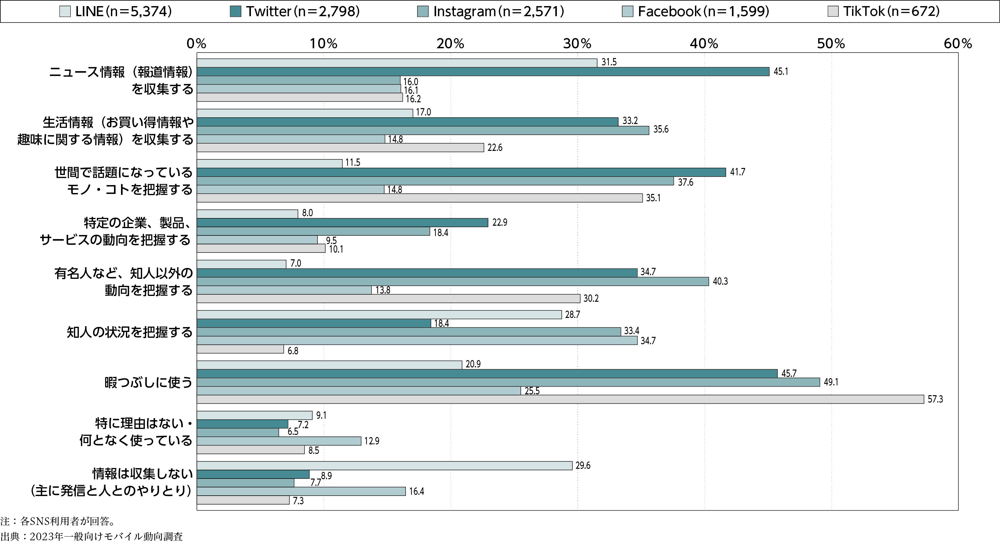 LINE(n＝5,374) Twitter(n＝2,798) Instagram(n＝2,571) Facebook(n＝1,599) TikTok(n＝672)
0% 10% 20% 30% 40% 50% 60%
ニュース情報（報道情報）
を収集する
31.5
45.1
16.0
16.1
16.2
生活情報（お買い得情報や
趣味に関する情報）を収集する
17.0
33.2
35.6
14.8
22.6
世間で話題になっている
モノ・コトを把握する
11.5
41.7
37.6
14.8
35.1
特定の企業、製品、
サービスの動向を把握する
8.0
22.9
18.4
9.5
10.1
有名人など、知人以外の
動向を把握する
7.0
34.7
40.3
13.8
30.2
知人の状況を把握する
28.7
18.4
33.4
34.7
6.8
暇つぶしに使う
20.9
45.7
49.1
25.5
57.3
特に理由はない・
何となく使っている
9.1
7.2
6.5
12.9
8.5
情報は収集しない
（主に発信と人とのやりとり）
29.6
8.9
7.7
16.4
7.3
注：各SNS利用者が回答。
出典：2023年一般向けモバイル動向調査